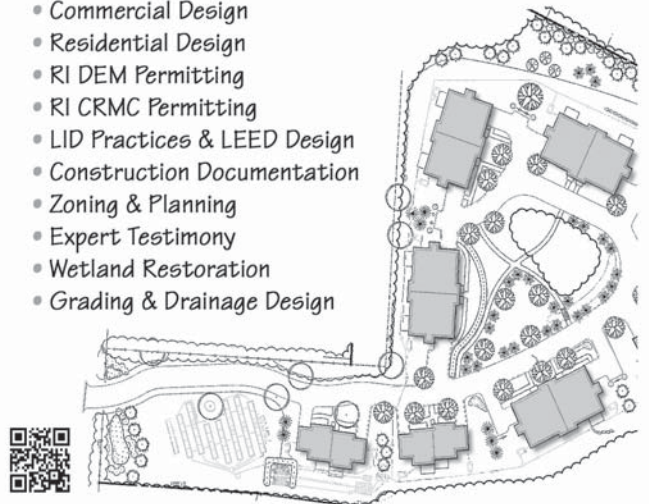 • Commercial Design
• Residential Design
• RI DEM Permitting
• RI CRMC Permitting
• LID Practices & LEED Design
• Construction Documentation
• Zoning & Planning
• Expert Testimony
• Wetland Restoration
• Grading & Drainage Design